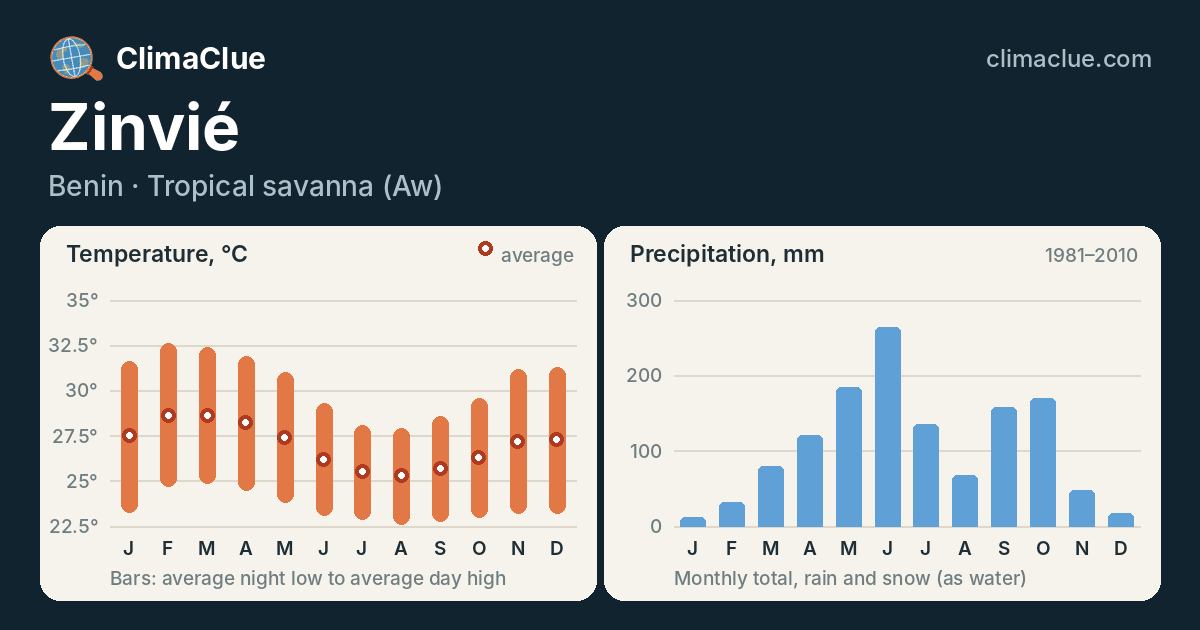 ClimaClue
climaclue.com
Zinvié
Benin · Tropical savanna (Aw)
Temperature, °C
average
35°
32.5°
30°
27.5°
25°
22.5°
J F M A M J J A S O N D
Bars: average night low to average day high
Precipitation, mm
1981–2010
300
200
100
0
J F M A M J J A S O N D
Monthly total, rain and snow (as water)